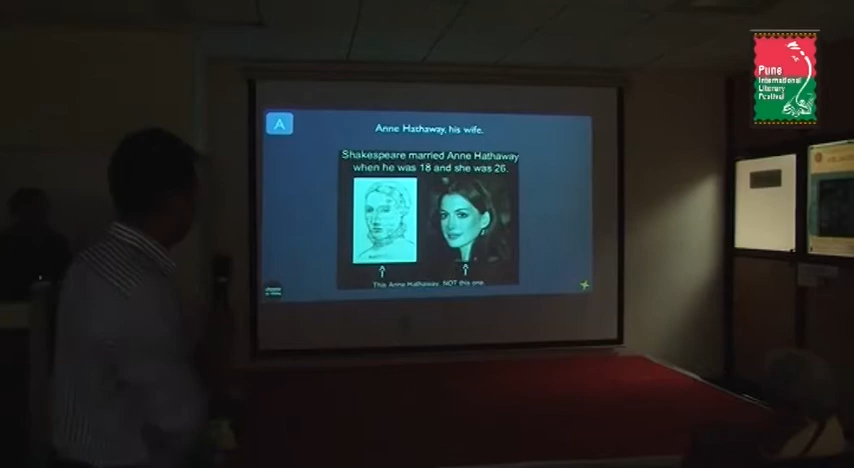 Pune
International
Literary
Festival
A
Anne Hathaway, his wife.
Shakespeare married Anne Hathaway
when he was 18 and she was 26.
This Anne Hathaway. NOT this one.